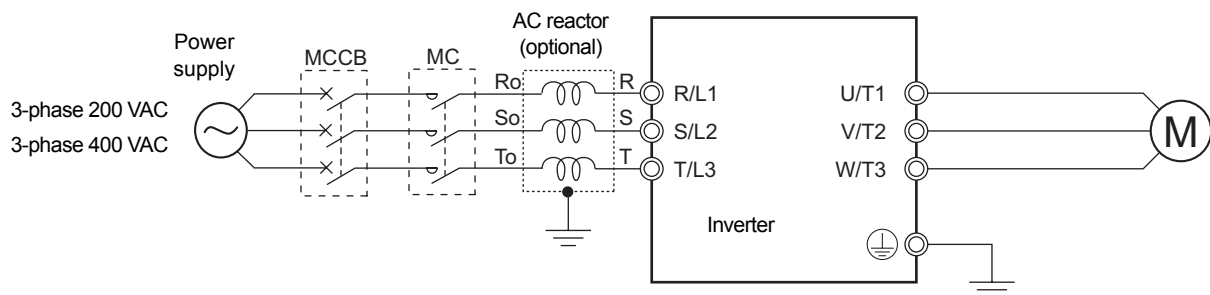 Power
supply
3-phase 200 VAC
3-phase 400 VAC
MCCB
MC
AC reactor
(optional)
Ro
So
To
R
S
T
R/L1
S/L2
T/L3
Inverter
U/T1
V/T2
W/T3
M